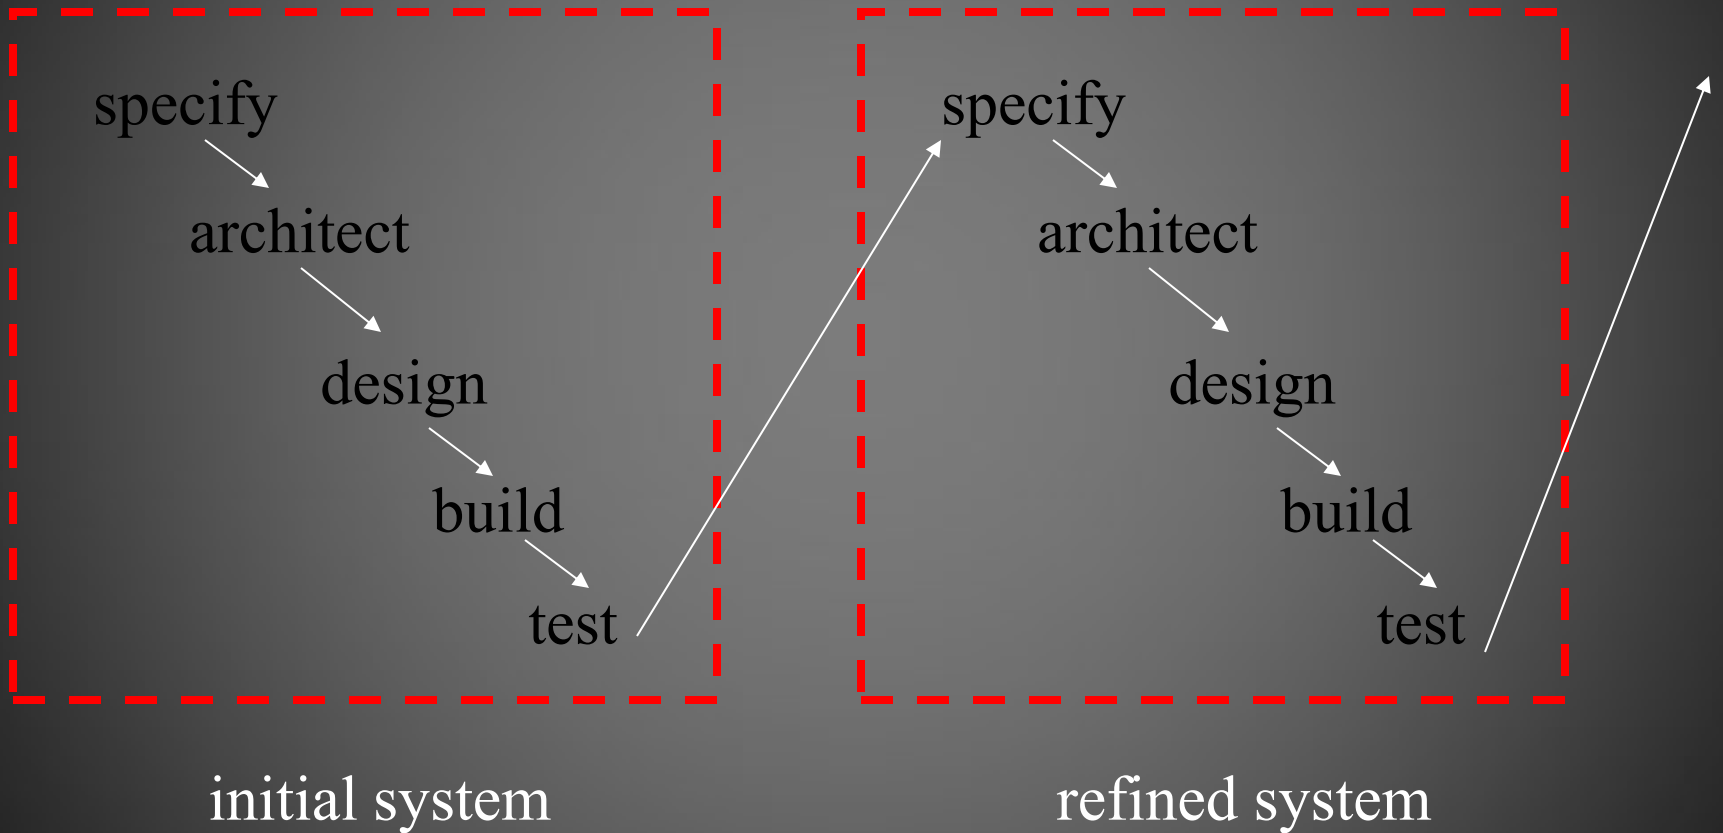 specify
architect
design
build
test
initial system
specify
architect
design
build
test
refined system